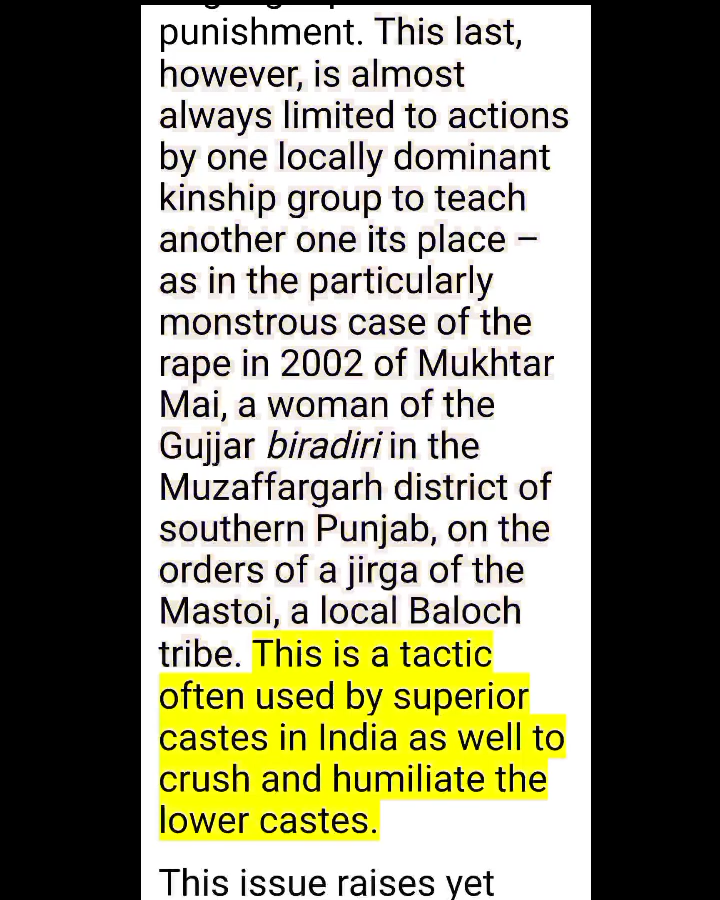 punishment. This last,
however, is almost
always limited to actions
by one locally dominant
kinship group to teach
another one its place –
as in the particularly
monstrous case of the
rape in 2002 of Mukhtar
Mai, a woman of the
Gujjar biradiri in the
Muzaffargarh district of
southern Punjab, on the
orders of a jirga of the
Mastoi, a local Baloch
tribe. This is a tactic
often used by superior
castes in India as well to
crush and humiliate the
lower castes.
This issue raises yet